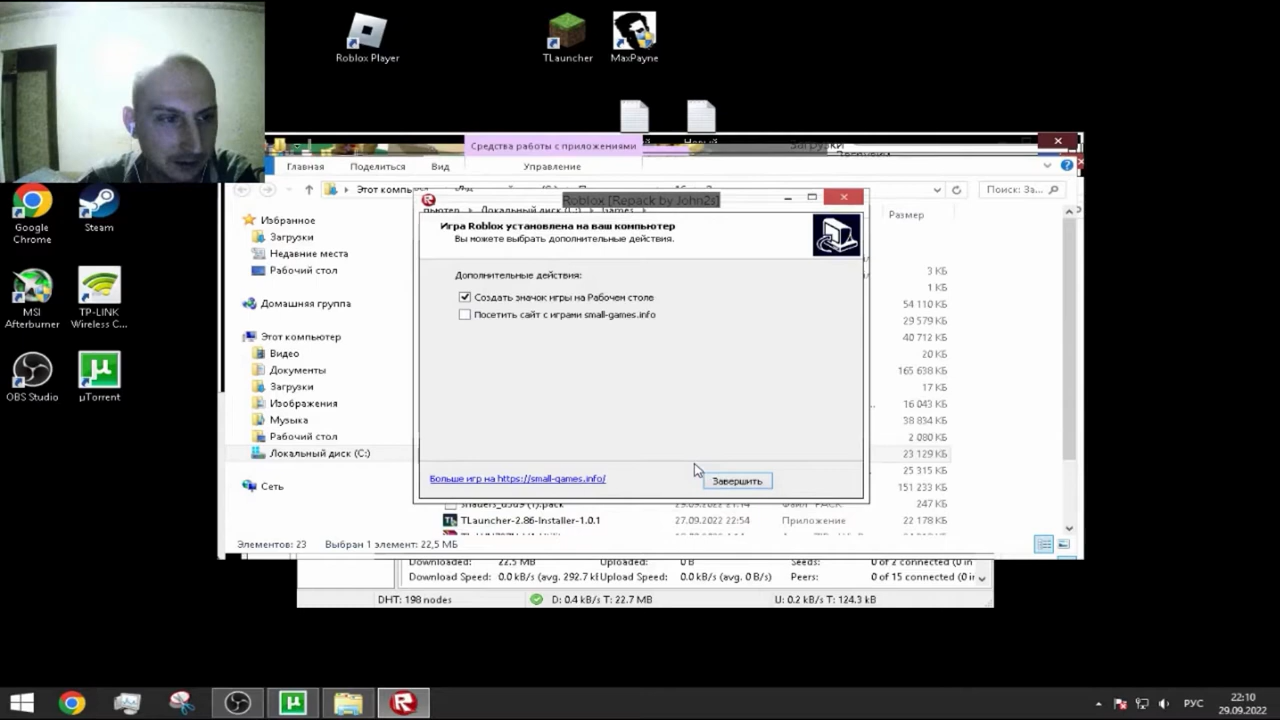 Roblox Player
TLauncher
MaxPayne
Google
Chrome
Steam
MSI
Afterburner
TP-LINK
Wireless C...
OBS Studio
µTorrent
Средства работы с приложениями
Загрузки
Главная
Поделиться
Вид
Управление
Этот компью
Поиск: За...
Избранное
Загрузки
Недавние места
Рабочий стол
Домашняя группа
Этот компьютер
Видео
Документы
Загрузки
Изображения
Музыка
Рабочий стол
Локальный диск (C:)
Сеть
Roblox [Repack by John2s]
Игра Roblox установлена на ваш компьютер
Вы можете выбрать дополнительные действия.
Дополнительные действия:
Создать значок игры на Рабочем столе
Посетить сайт с играми small-games.info
Больше игр на https://small-games.info/
Завершить
Размер
3 КБ
1 КБ
54 110 КБ
29 579 КБ
40 712 КБ
20 КБ
165 638 КБ
17 КБ
16 043 КБ
38 834 КБ
2 080 КБ
23 129 КБ
25 315 КБ
151 233 КБ
247 КБ
TLauncher-2.86-Installer-1.0.1 27.09.2022 22:54 Приложение 22 178 КБ
Элементов: 23 Выбран 1 элемент: 22,5 МБ
Downloaded: 22.5 MB Uploaded: 0 B Seeds: 0 of 2 connected (0 in
Download Speed: 0.0 kB/s (avg. 292.7 kB Upload Speed: 0.0 kB/s (avg. 0 B/s) Peers: 0 of 15 connected (0 in
DHT: 198 nodes D: 0.4 kB/s T: 22.7 MB U: 0.2 kB/s T: 124.3 kB
РУС
22:10
29.09.2022